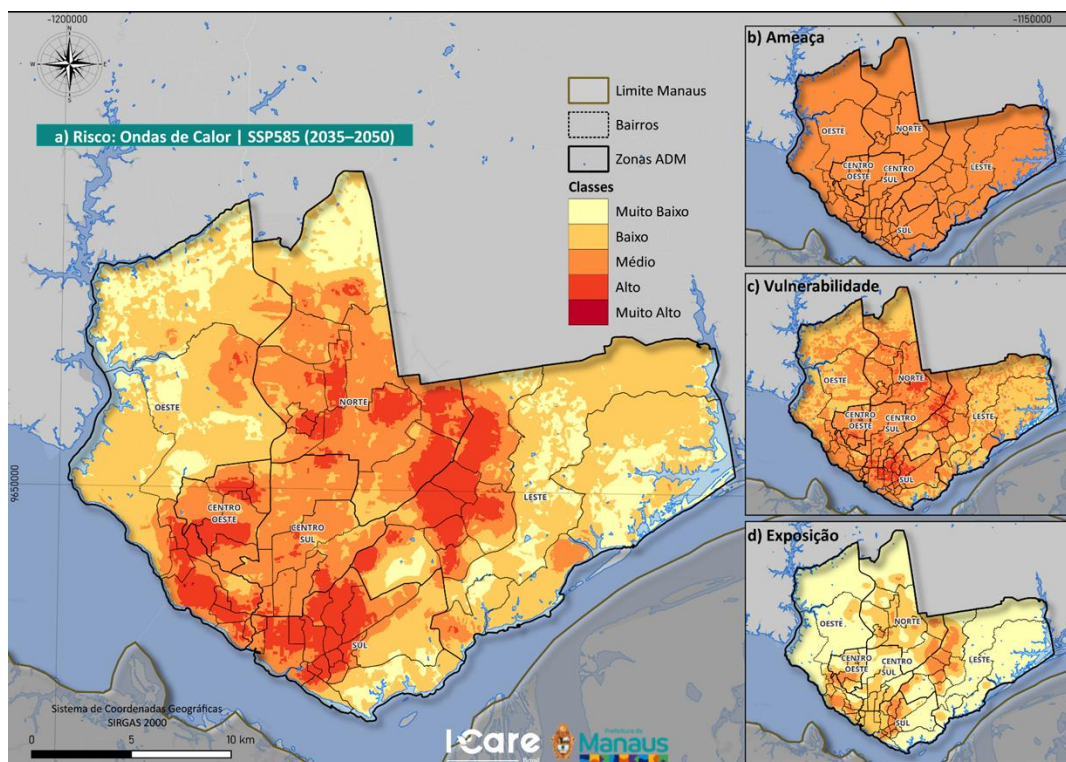 -1200000
-1150000
N
E
S
a) Risco: Ondas de Calor | SSP585 (2035–2050)
Limite Manaus
Bairros
Zonas ADM
Classes
Muito Baixo
Baixo
Médio
Alto
Muito Alto
OESTE
NORTE
CENTRO
OESTE
CENTRO
SUL
LESTE
SUL
9650000
b) Ameaça
OESTE
NORTE
CENTRO
OESTE
CENTRO
SUL
LESTE
SUL
c) Vulnerabilidade
OESTE
NORTE
CENTRO
OESTE
CENTRO
SUL
LESTE
SUL
d) Exposição
OESTE
NORTE
CENTRO
OESTE
CENTRO
SUL
LESTE
SUL
Sistema de Coordenadas Geográficas
SIRGAS 2000
0 5 10 km
I Care
Brasil
Prefeitura de
Manaus